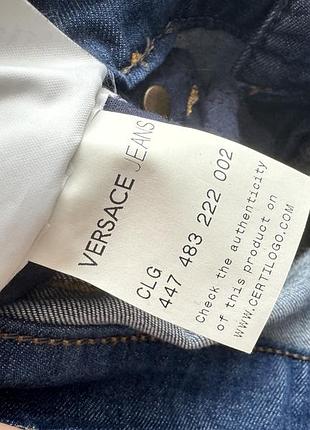 VERSACE JEANS
CLG
447 483 222 002
Check the authenticity
of this product on
WWW.CERTILOGO.COM